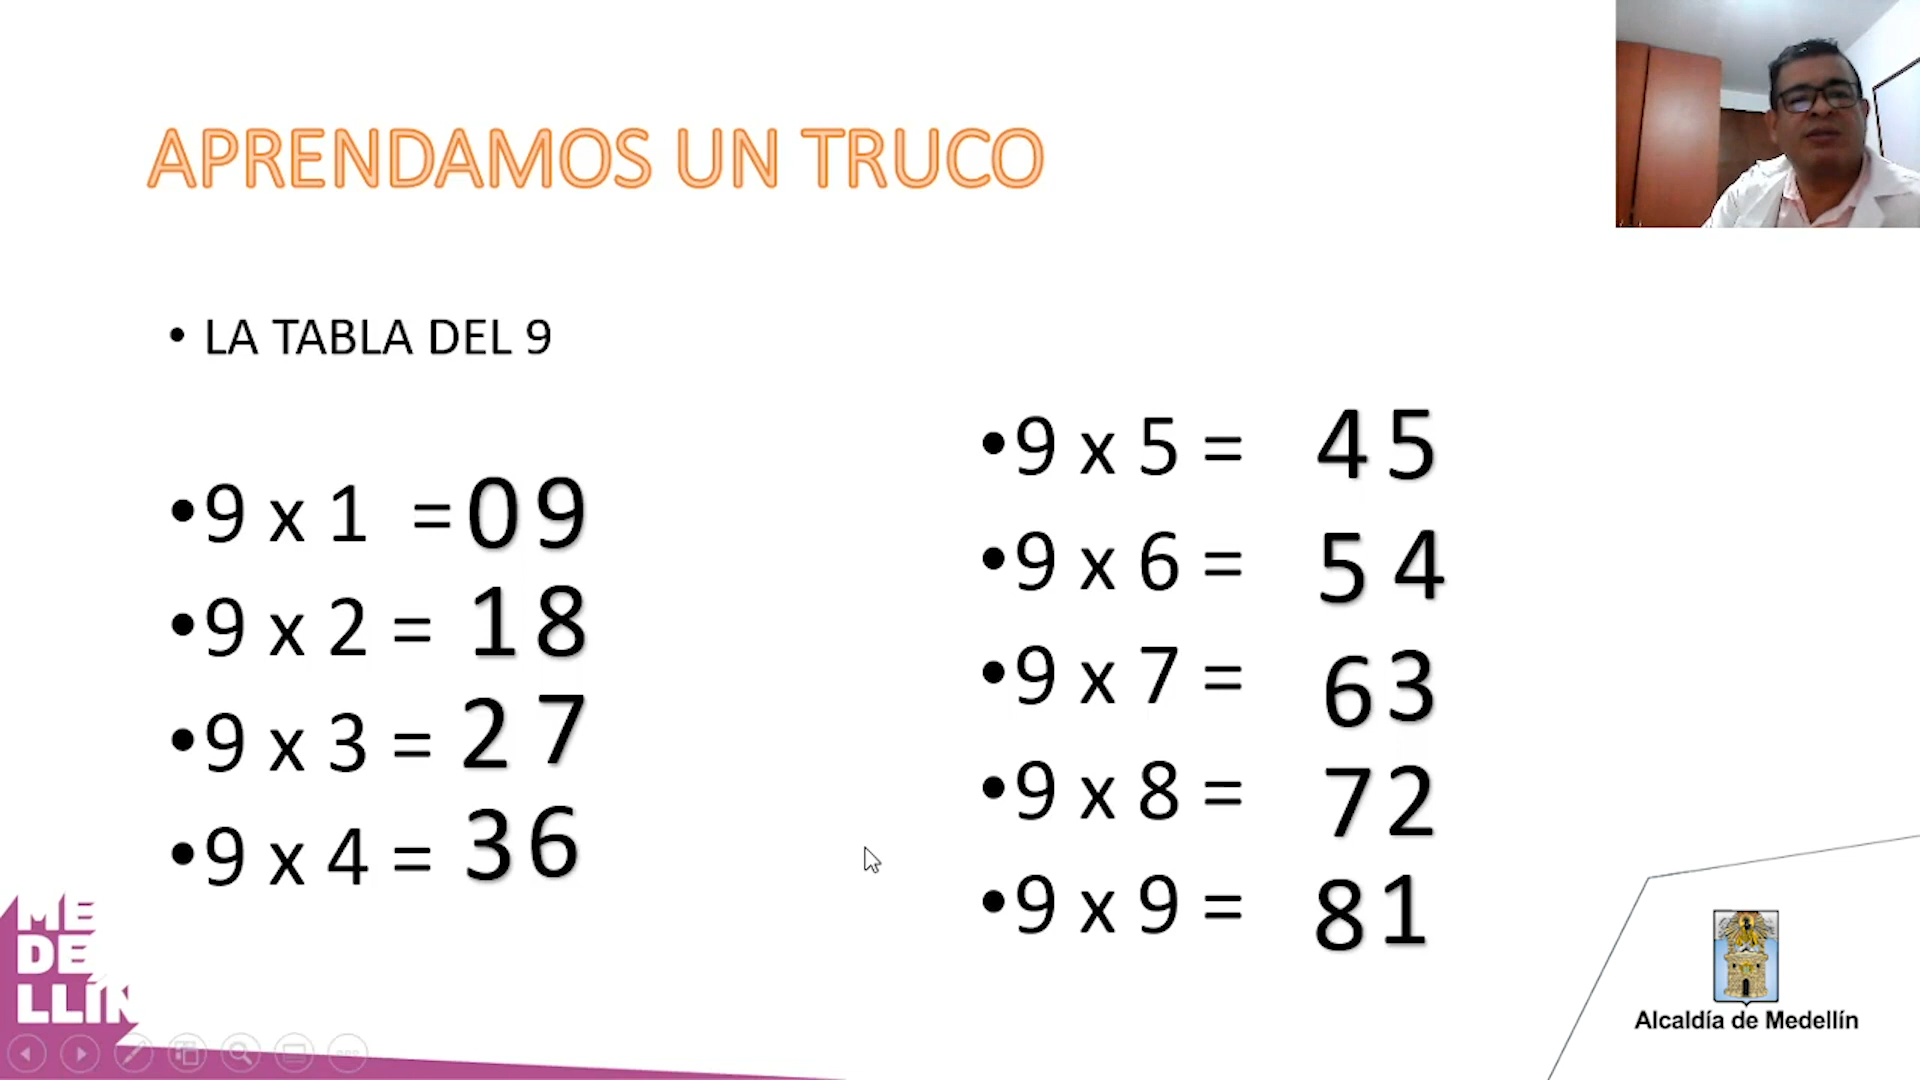 APRENDAMOS UN TRUCO
• LA TABLA DEL 9
•9 x 1 = 09
•9 x 2 = 18
•9 x 3 = 27
•9 x 4 = 36
•9 x 5 = 45
•9 x 6 = 54
•9 x 7 = 63
•9 x 8 = 72
•9 x 9 = 81
ME
DE
LLÍN
Alcaldía de Medellín